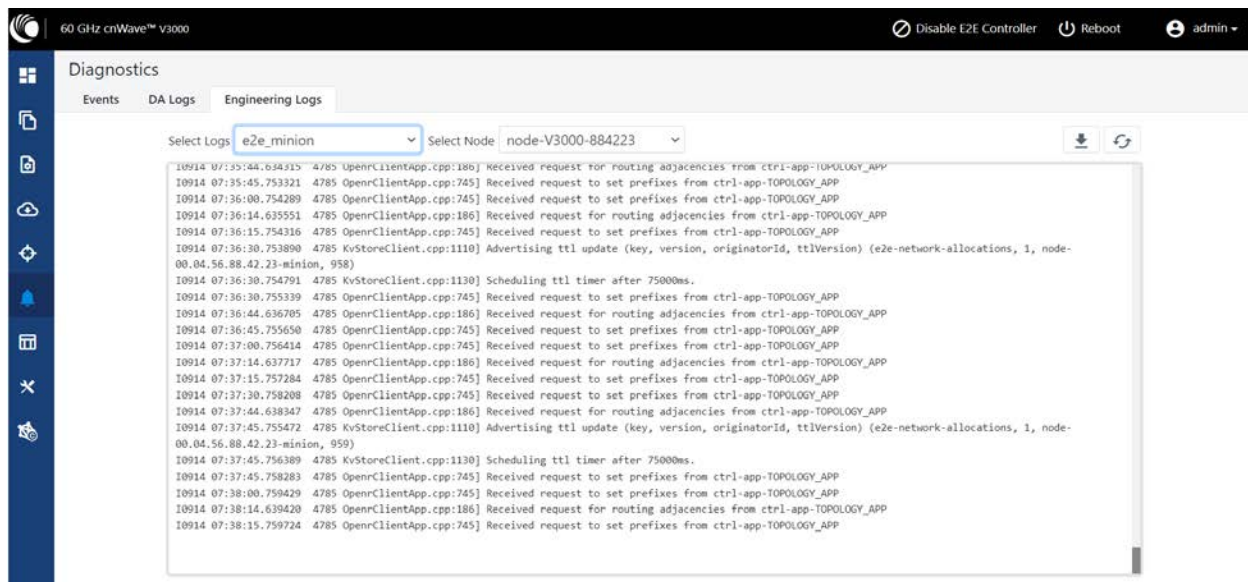 60 GHz cnWave™ V3000
Disable E2E Controller
Reboot
admin
Diagnostics
Events
DA Logs
Engineering Logs
Select Logs
e2e_minion
Select Node
node-V3000-884223
I0914 07:35:44.634315 4785 OpenrClientApp.cpp:186] Received request for routing adjacencies from ctrl-app-TOPOLOGY_APP
I0914 07:35:45.753321 4785 OpenrClientApp.cpp:745] Received request to set prefixes from ctrl-app-TOPOLOGY_APP
I0914 07:36:00.754289 4785 OpenrClientApp.cpp:745] Received request to set prefixes from ctrl-app-TOPOLOGY_APP
I0914 07:36:14.635551 4785 OpenrClientApp.cpp:186] Received request for routing adjacencies from ctrl-app-TOPOLOGY_APP
I0914 07:36:15.754316 4785 OpenrClientApp.cpp:745] Received request to set prefixes from ctrl-app-TOPOLOGY_APP
I0914 07:36:30.753890 4785 KvStoreClient.cpp:1110] Advertising ttl update (key, version, originatorId, ttlVersion) (e2e-network-allocations, 1, node-
00.04.56.88.42.23-minion, 958)
I0914 07:36:30.754791 4785 KvStoreClient.cpp:1130] Scheduling ttl timer after 75000ms.
I0914 07:36:30.755339 4785 OpenrClientApp.cpp:745] Received request to set prefixes from ctrl-app-TOPOLOGY_APP
I0914 07:36:44.636705 4785 OpenrClientApp.cpp:186] Received request for routing adjacencies from ctrl-app-TOPOLOGY_APP
I0914 07:36:45.755650 4785 OpenrClientApp.cpp:745] Received request to set prefixes from ctrl-app-TOPOLOGY_APP
I0914 07:37:00.756414 4785 OpenrClientApp.cpp:745] Received request to set prefixes from ctrl-app-TOPOLOGY_APP
I0914 07:37:14.637717 4785 OpenrClientApp.cpp:186] Received request for routing adjacencies from ctrl-app-TOPOLOGY_APP
I0914 07:37:15.757284 4785 OpenrClientApp.cpp:745] Received request to set prefixes from ctrl-app-TOPOLOGY_APP
I0914 07:37:30.758208 4785 OpenrClientApp.cpp:745] Received request to set prefixes from ctrl-app-TOPOLOGY_APP
I0914 07:37:44.638347 4785 OpenrClientApp.cpp:186] Received request for routing adjacencies from ctrl-app-TOPOLOGY_APP
I0914 07:37:45.755472 4785 KvStoreClient.cpp:1110] Advertising ttl update (key, version, originatorId, ttlVersion) (e2e-network-allocations, 1, node-
00.04.56.88.42.23-minion, 959)
I0914 07:37:45.756389 4785 KvStoreClient.cpp:1130] Scheduling ttl timer after 75000ms.
I0914 07:37:45.758283 4785 OpenrClientApp.cpp:745] Received request to set prefixes from ctrl-app-TOPOLOGY_APP
I0914 07:38:00.759429 4785 OpenrClientApp.cpp:745] Received request to set prefixes from ctrl-app-TOPOLOGY_APP
I0914 07:38:14.639420 4785 OpenrClientApp.cpp:186] Received request for routing adjacencies from ctrl-app-TOPOLOGY_APP
I0914 07:38:15.759724 4785 OpenrClientApp.cpp:745] Received request to set prefixes from ctrl-app-TOPOLOGY_APP